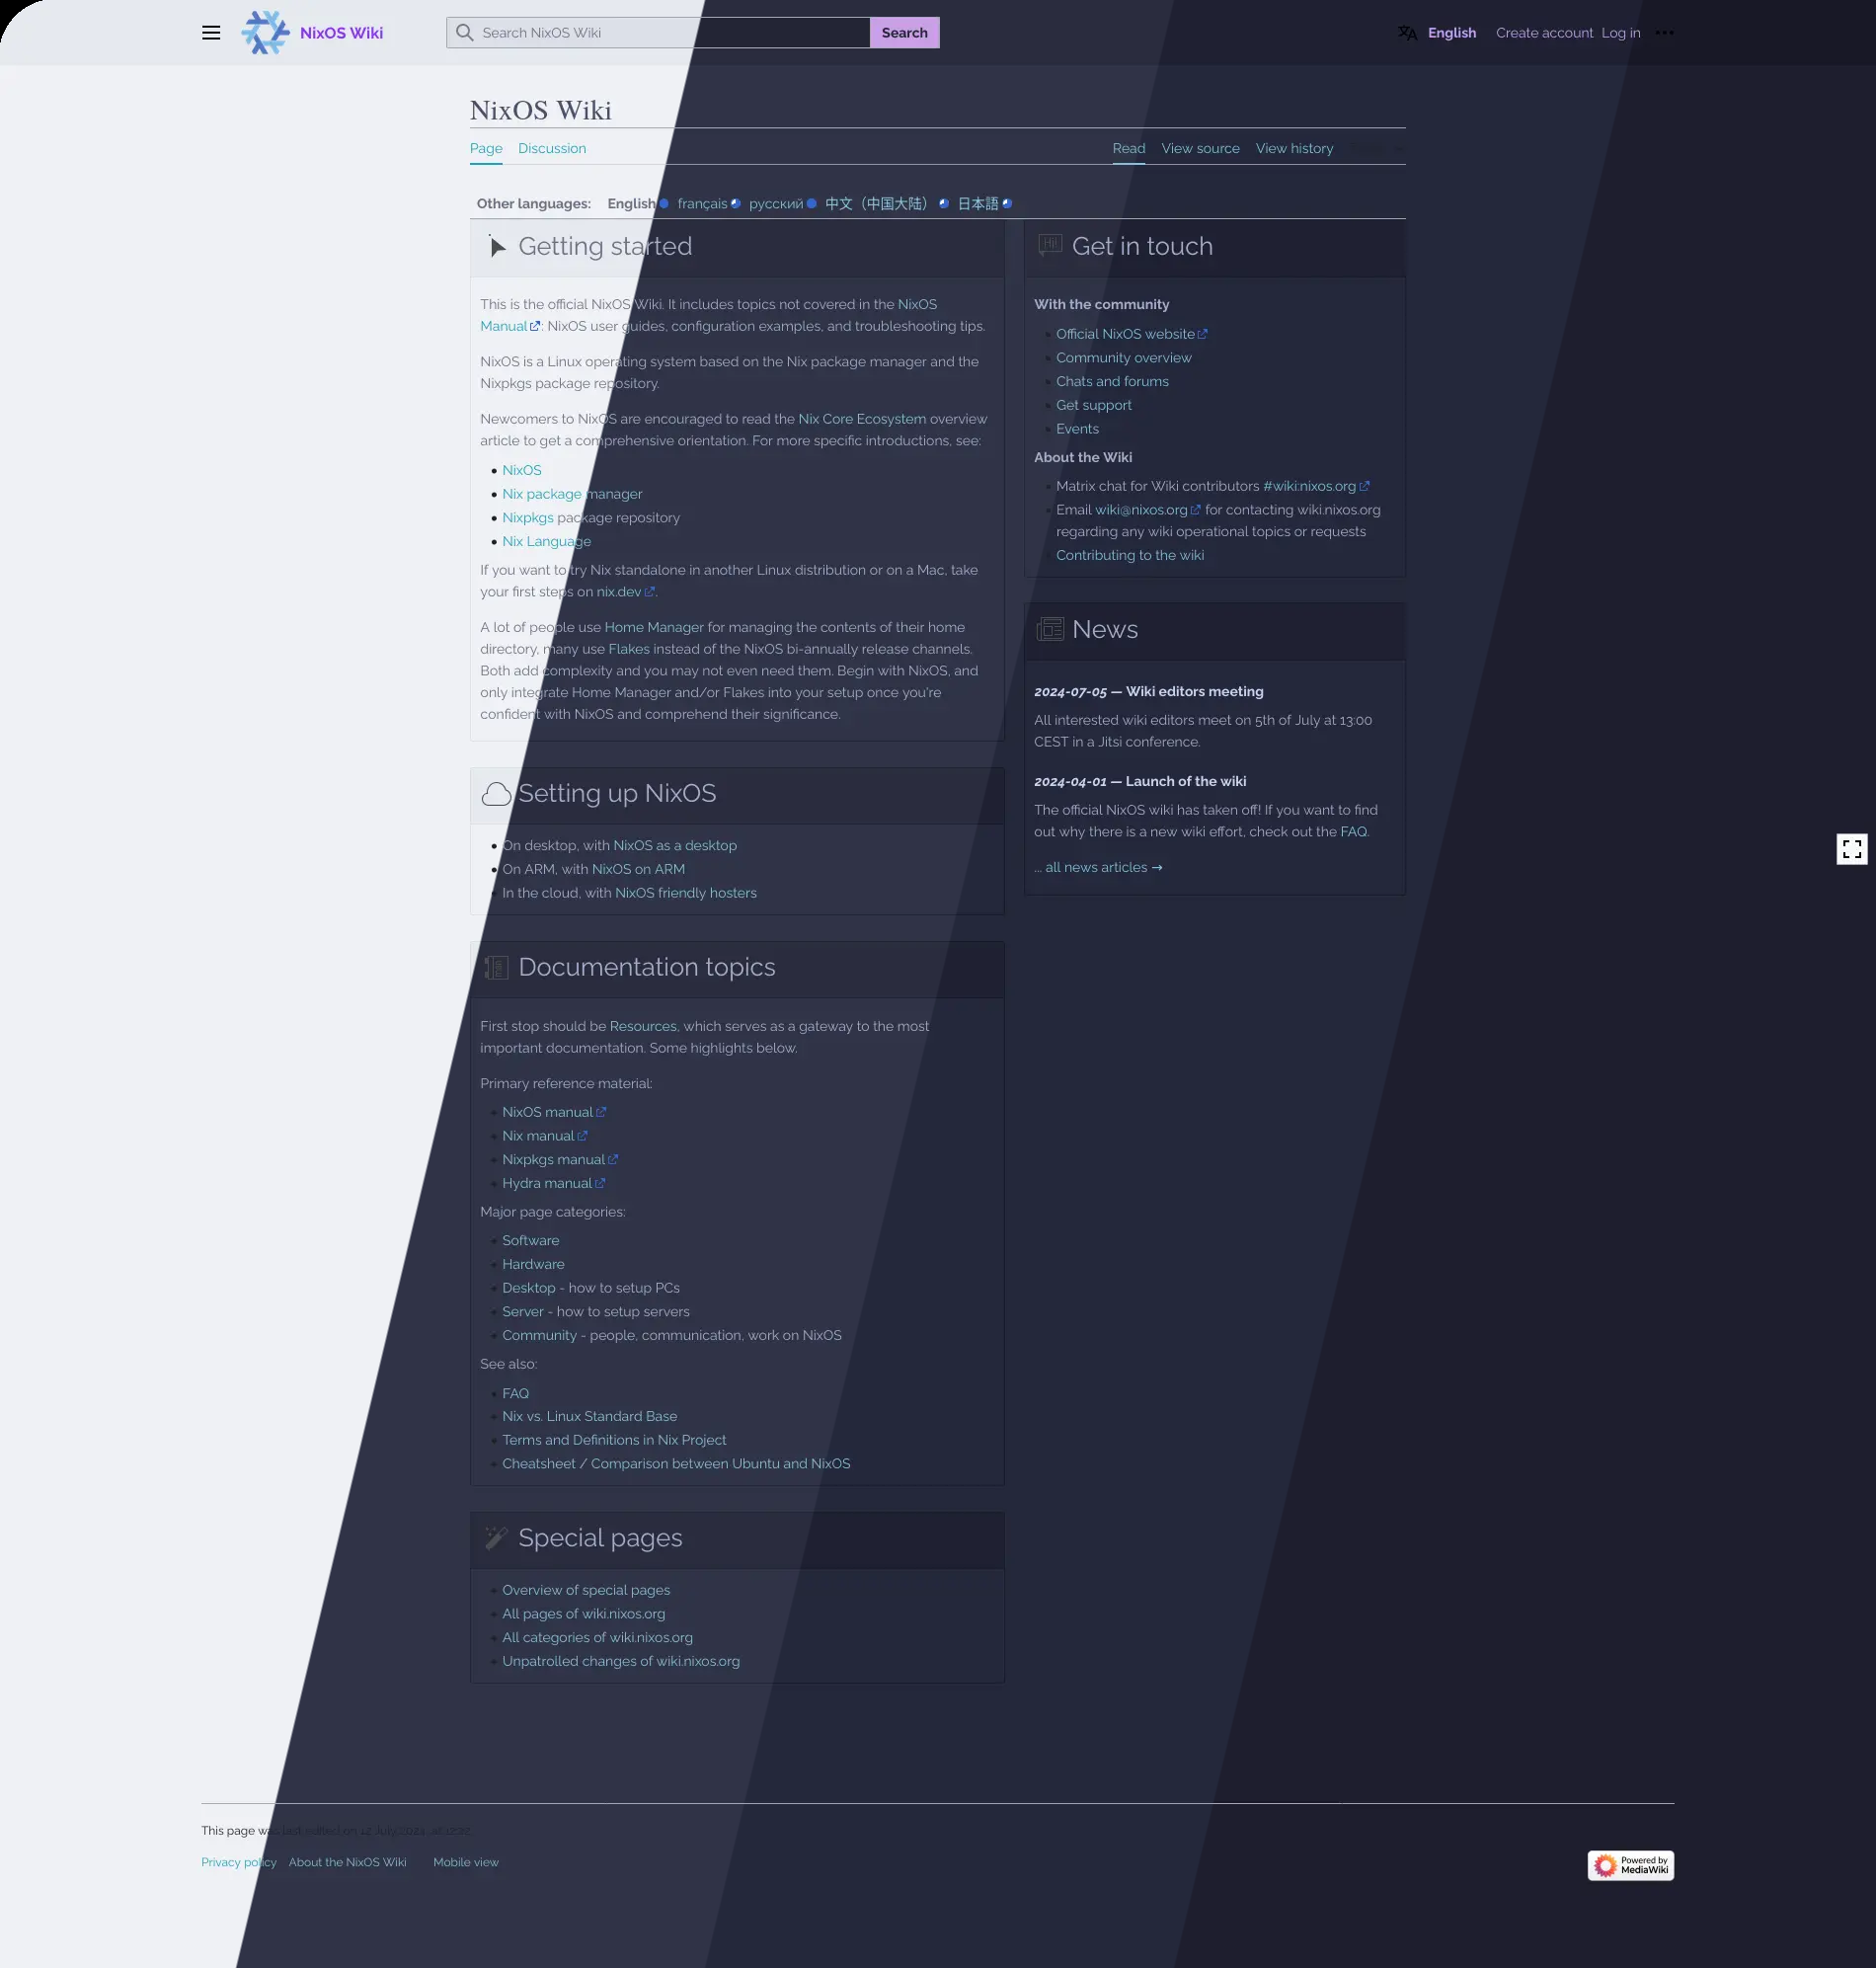 NixOS Wiki
Search NixOS Wiki
Search
English
Create account Log in
NixOS Wiki
Page Discussion
Read View source View history
Other languages: English français русский 中文（中国大陆） 日本語
Getting started
This is the official NixOS Wiki. It includes topics not covered in the NixOS
Manual: NixOS user guides, configuration examples, and troubleshooting tips.
NixOS is a Linux operating system based on the Nix package manager and the
Nixpkgs package repository.
Newcomers to NixOS are encouraged to read the Nix Core Ecosystem overview
article to get a comprehensive orientation. For more specific introductions, see:
• NixOS
• Nix package manager
• Nixpkgs package repository
• Nix Language
If you want to try Nix standalone in another Linux distribution or on a Mac, take
your first steps on nix.dev.
A lot of people use Home Manager for managing the contents of their home
directory, many use Flakes instead of the NixOS bi-annually release channels.
Both add complexity and you may not even need them. Begin with NixOS, and
only integrate Home Manager and/or Flakes into your setup once you're
confident with NixOS and comprehend their significance.
Setting up NixOS
• On desktop, with NixOS as a desktop
• On ARM, with NixOS on ARM
• In the cloud, with NixOS friendly hosters
Documentation topics
First stop should be Resources, which serves as a gateway to the most
important documentation. Some highlights below.
Primary reference material:
• NixOS manual
• Nix manual
• Nixpkgs manual
• Hydra manual
Major page categories:
• Software
• Hardware
• Desktop - how to setup PCs
• Server - how to setup servers
• Community - people, communication, work on NixOS
See also:
• FAQ
• Nix vs. Linux Standard Base
• Terms and Definitions in Nix Project
• Cheatsheet / Comparison between Ubuntu and NixOS
Special pages
• Overview of special pages
• All pages of wiki.nixos.org
• All categories of wiki.nixos.org
• Unpatrolled changes of wiki.nixos.org
Hi!
Get in touch
With the community
• Official NixOS website
• Community overview
• Chats and forums
• Get support
• Events
About the Wiki
• Matrix chat for Wiki contributors #wiki:nixos.org
• Email wiki@nixos.org for contacting wiki.nixos.org
regarding any wiki operational topics or requests
• Contributing to the wiki
News
2024-07-05 — Wiki editors meeting
All interested wiki editors meet on 5th of July at 13:00
CEST in a Jitsi conference.
2024-04-01 — Launch of the wiki
The official NixOS wiki has taken off! If you want to find
out why there is a new wiki effort, check out the FAQ.
... all news articles →
This page was last edited on 12 July
Privacy policy About the NixOS Wiki Mobile view
Powered by
MediaWiki